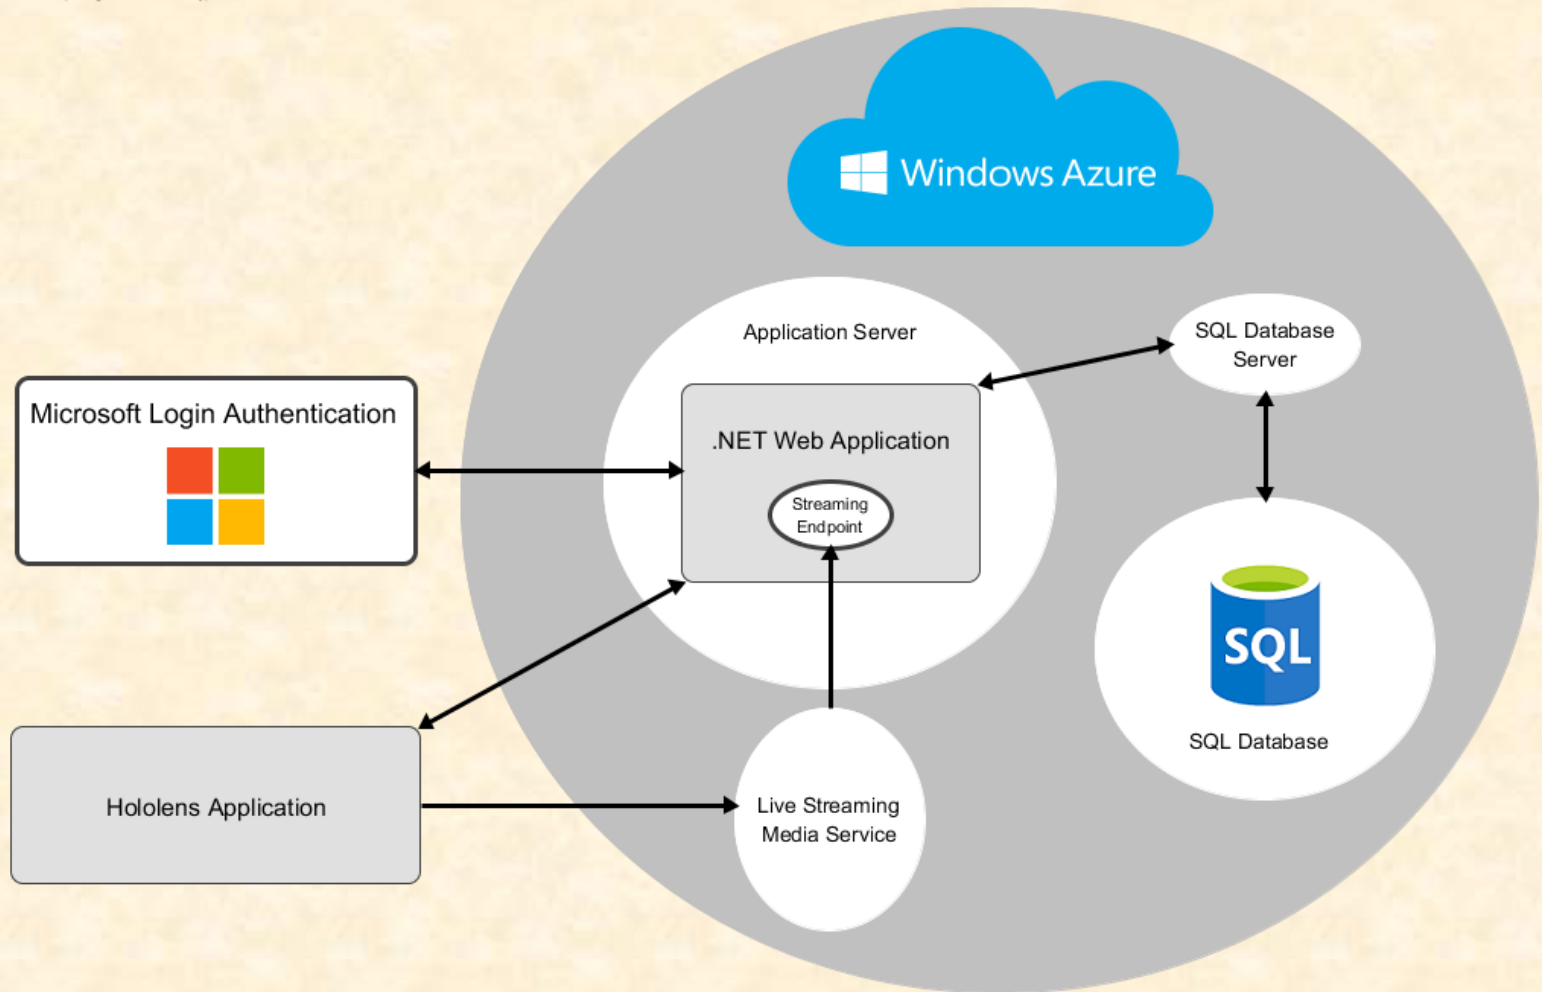 Windows Azure
Application Server
SQL Database
Server
Microsoft Login Authentication
.NET Web Application
Streaming
Endpoint
SQL
SQL Database
Hololens Application
Live Streaming
Media Service